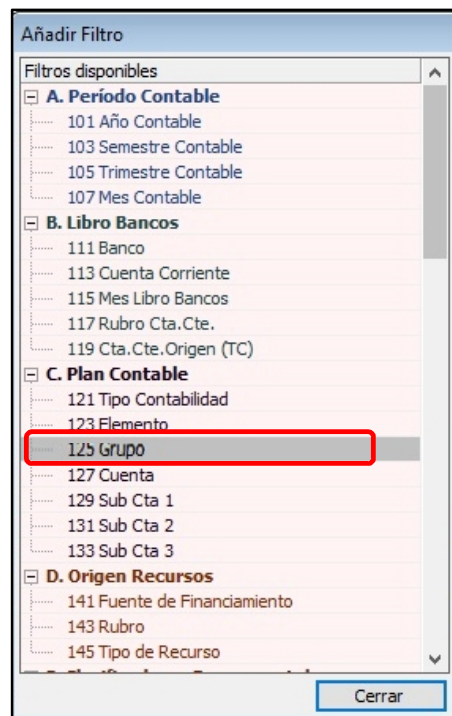 Añadir Filtro
Filtros disponibles
A. Período Contable
101 Año Contable
103 Semestre Contable
105 Trimestre Contable
107 Mes Contable
B. Libro Bancos
111 Banco
113 Cuenta Corriente
115 Mes Libro Bancos
117 Rubro Cta.Cte.
119 Cta.Cte.Origen (TC)
C. Plan Contable
121 Tipo Contabilidad
123 Elemento
125 Grupo
127 Cuenta
129 Sub Cta 1
131 Sub Cta 2
133 Sub Cta 3
D. Origen Recursos
141 Fuente de Financiamiento
143 Rubro
145 Tipo de Recurso
Cerrar